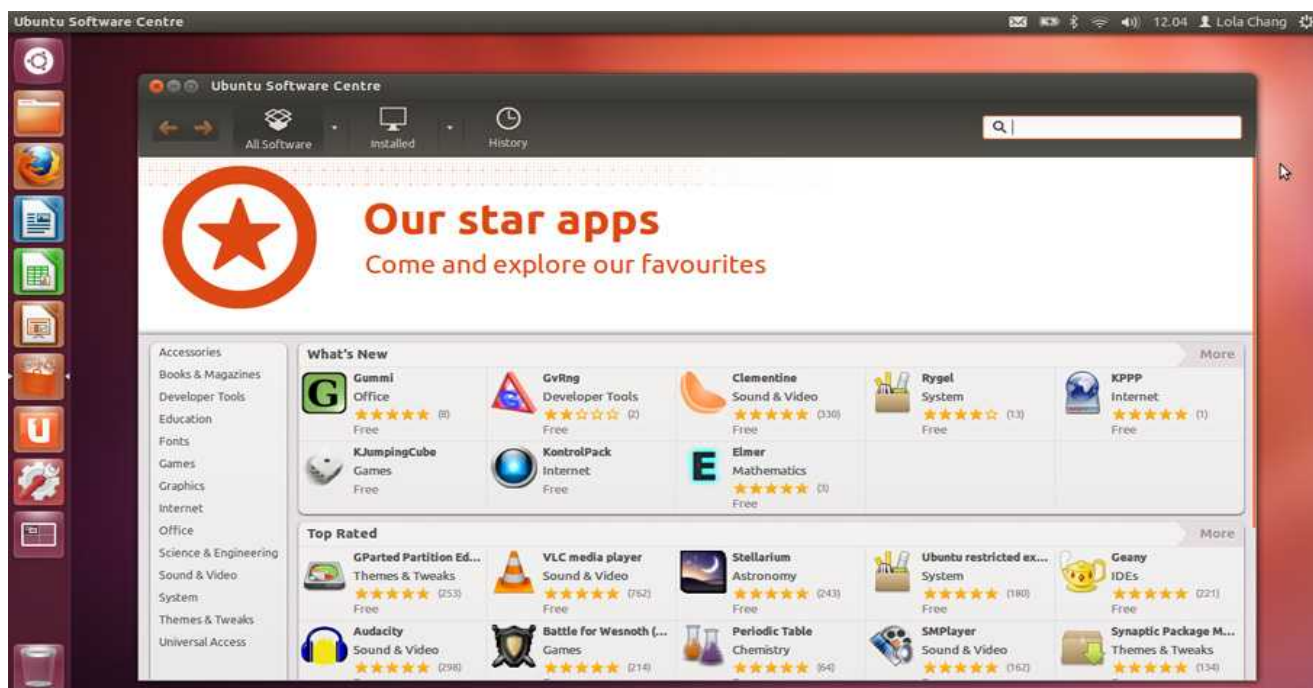 Ubuntu Software Centre
12.04 Lola Chang
Ubuntu Software Centre
All Software
Installed
History
Our star apps
Come and explore our favourites
Accessories
Books & Magazines
Developer Tools
Education
Fonts
Games
Graphics
Internet
Office
Science & Engineering
Sound & Video
System
Themes & Tweaks
Universal Access
What's New
More
Gummi
Office
(8)
Free
GvRng
Developer Tools
(2)
Free
Clementine
Sound & Video
(330)
Free
Rygel
System
(13)
Free
KPPP
Internet
(1)
Free
KJumpingCube
Games
Free
KontrolPack
Internet
Free
Elmer
Mathematics
(3)
Free
Top Rated
More
GParted Partition Ed...
Themes & Tweaks
(253)
Free
VLC media player
Sound & Video
(762)
Free
Stellarium
Astronomy
(243)
Free
Ubuntu restricted ex...
System
(180)
Free
Geany
IDEs
(221)
Free
Audacity
Sound & Video
(298)
Battle for Wesnoth (...
Games
(214)
Periodic Table
Chemistry
(64)
SMPlayer
Sound & Video
(162)
Synaptic Package M...
Themes & Tweaks
(134)